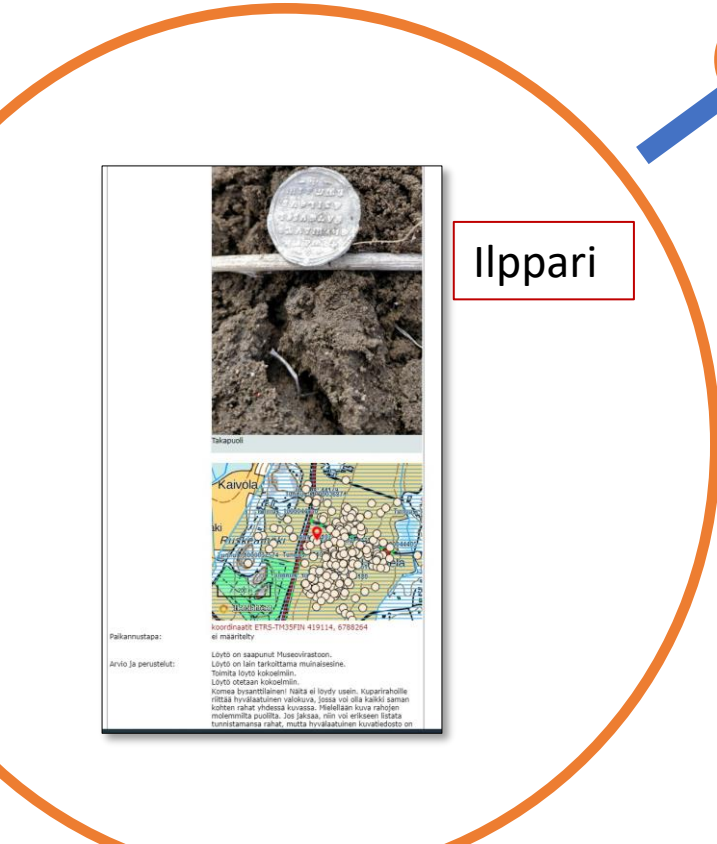 Ilppari
Takapuoli
Kaivola
koordinaatit ETRS-TM35FIN 419114, 6788264
Paikannustapa: ei määritelty
Löytö on saapunut Museovirastoon.
Arvio ja perustelut: Löytö on lain tarkoittama muinaisesine.
Toimita löytö kokoelmiin.
Löytö otetaan kokoelmiin.
Komea bysanttilainen! Näitä ei löydy usein. Kuparirahoille
riittää hyvälaatuinen valokuva, jossa voi olla kaikki saman
kohten rahat yhdessä kuvassa. Mielellään kuva rahojen
molemmilta puolilta. Jos jaksaa, niin voi erikseen listata
tunnistamansa rahat, mutta hyvälaatuinen kuvatiedosto on